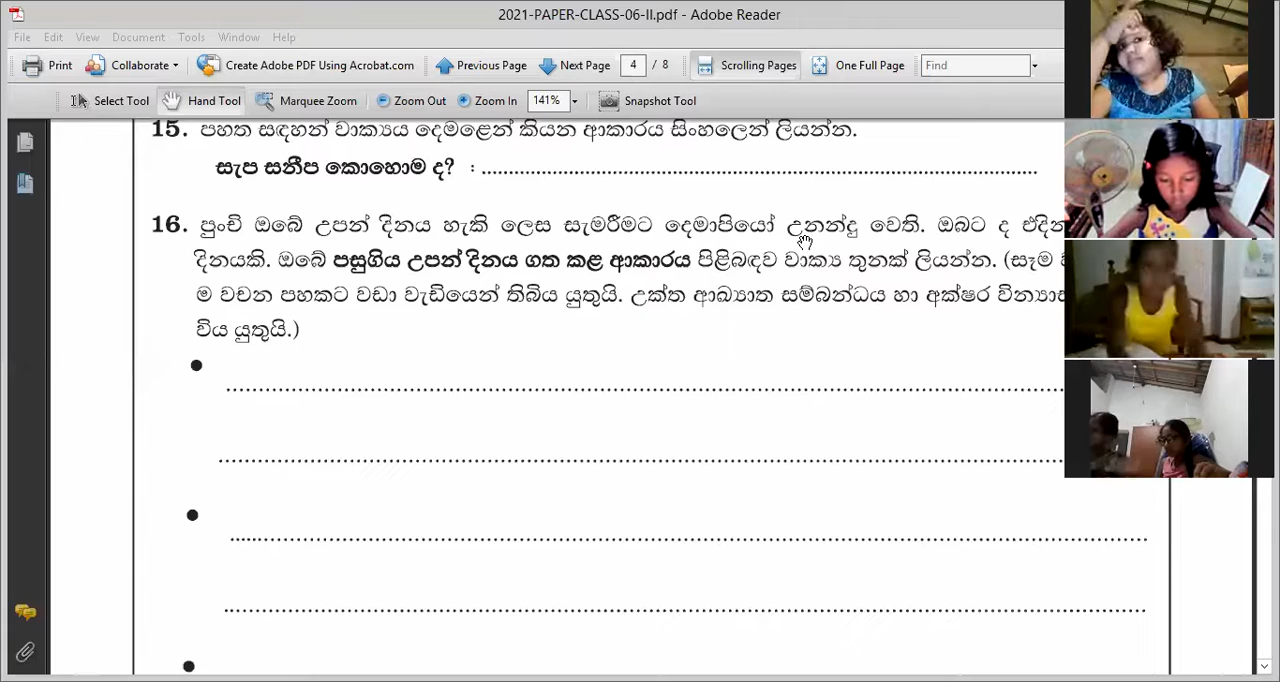 2021-PAPER-CLASS-06-II.pdf - Adobe Reader
File Edit View Document Tools Window Help
Print Collaborate Create Adobe PDF Using Acrobat.com Previous Page Next Page 4 / 8 Scrolling Pages One Full Page Find
Select Tool Hand Tool Marquee Zoom Zoom Out Zoom In 141% Snapshot Tool
15. පහත සඳහන් වාක්‍යය දෙමළෙන් කියන ආකාරය සිංහලෙන් ලියන්න.
සැප සනීප කොහොම ද? : ................................................................................
16. පුංචි ඔබේ උපන් දිනය හැකි ලෙස සැමරීමට දෙමාපියෝ උනන්දු වෙති. ඔබට ද එදින
දිනයකි. ඔබේ පසුගිය උපන් දිනය ගත කළ ආකාරය පිළිබඳව වාක්‍ය තුනක් ලියන්න. (සෑම
ම වචන පහකට වඩා වැඩියෙන් තිබිය යුතුයි. උක්ත ආඛ්‍යාත සම්බන්ධය හා අක්ෂර වින්‍යාස
විය යුතුයි.)